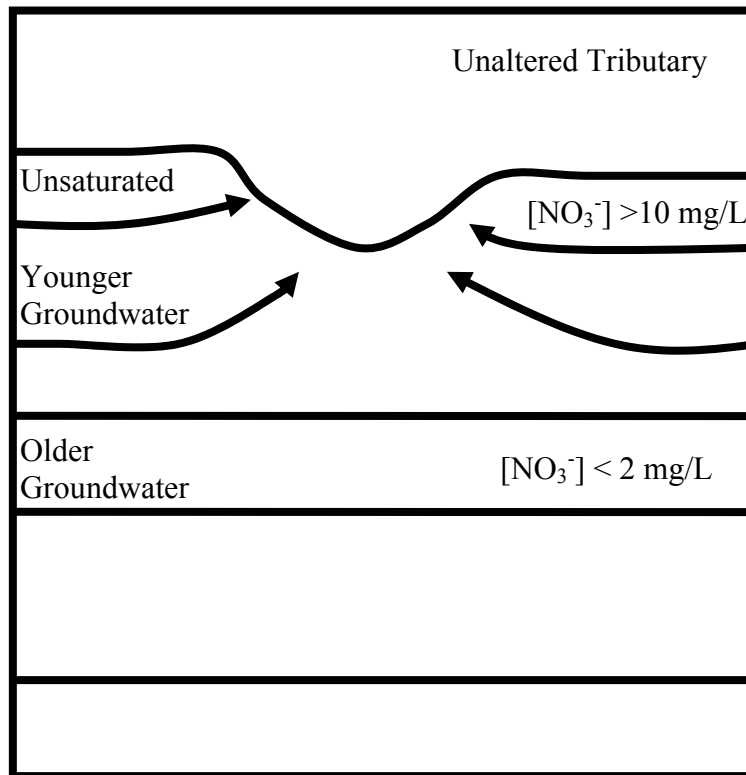 Unaltered Tributary
Unsaturated
[NO₃⁻] >10 mg/L
Younger
Groundwater
Older
Groundwater
[NO₃⁻] < 2 mg/L